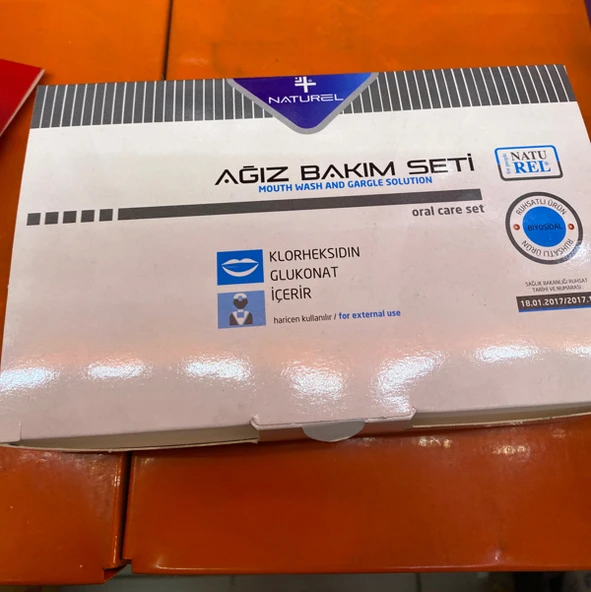 NATUREL
AĞIZ BAKIM SETİ
MOUTH WASH AND GARGLE SOLUTION
oral care set
NATU
REL®
RUHSATLI ÜRÜN
BİYOSİDAL
RUHSATLI ÜRÜN
KLORHEKSIDIN
GLUKONAT
İÇERİR
haricen kullanılır / for external use
SAĞLIK BAKANLIĞI RUHSAT
TARİHİ VE NUMARASI
18.01.2017/2017